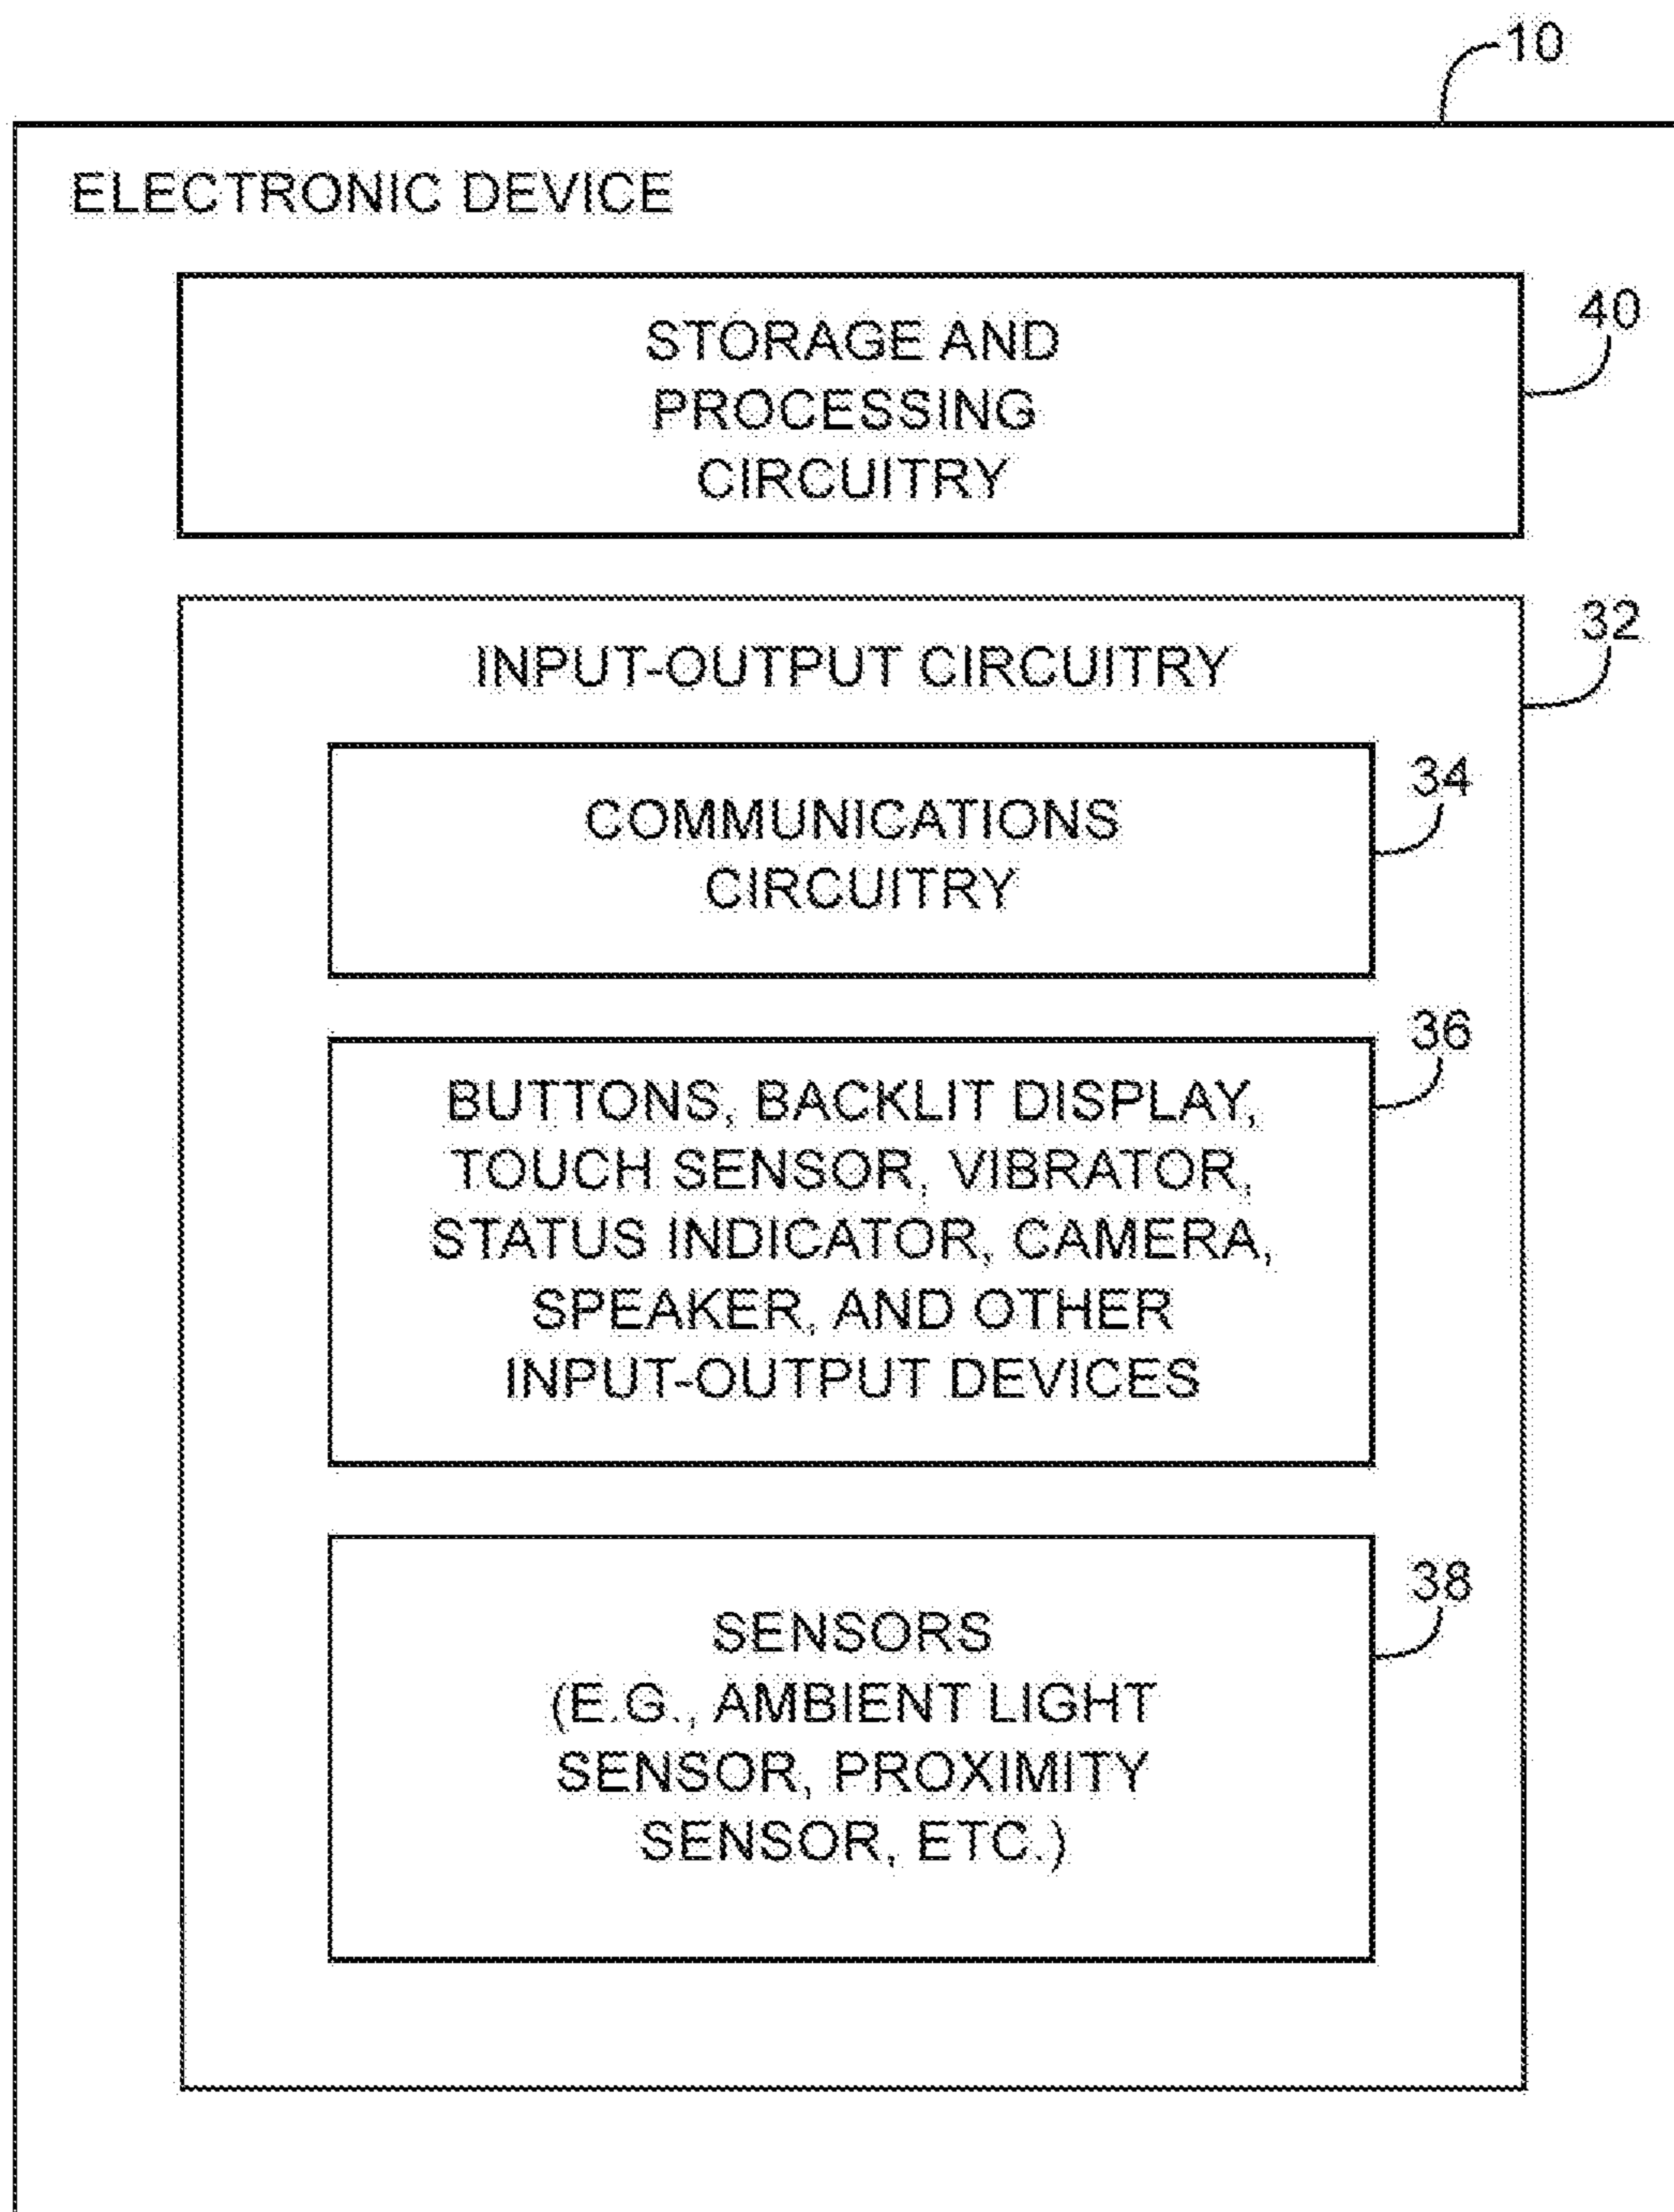 10
ELECTRONIC DEVICE
STORAGE AND
PROCESSING
CIRCUITRY
40
INPUT-OUTPUT CIRCUITRY
32
COMMUNICATIONS
CIRCUITRY
34
BUTTONS, BACKLIT DISPLAY,
TOUCH SENSOR, VIBRATOR,
STATUS INDICATOR, CAMERA,
SPEAKER, AND OTHER
INPUT-OUTPUT DEVICES
36
SENSORS
(E.G., AMBIENT LIGHT
SENSOR, PROXIMITY
SENSOR, ETC.)
38